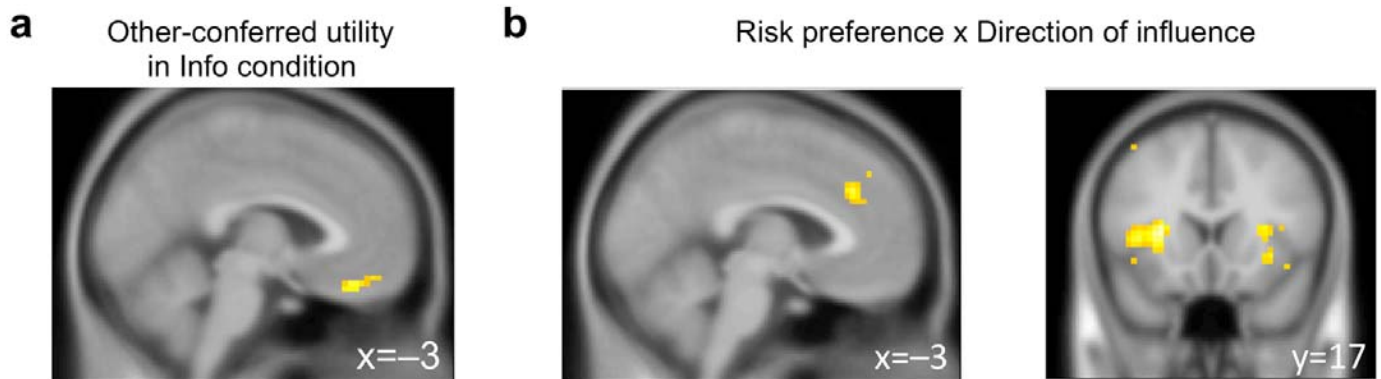 a
Other-conferred utility
in Info condition
x=–3
b
Risk preference x Direction of influence
x=–3
y=17